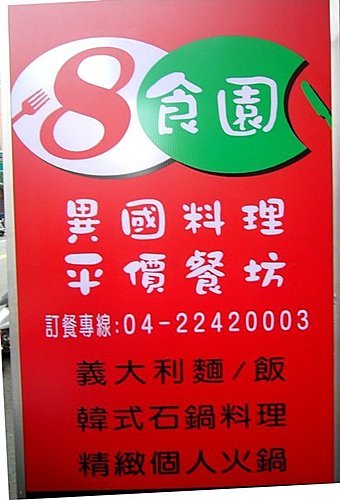 8食園
異國料理
平價餐坊
訂餐專線:04-22420003
義大利麵/飯
韓式石鍋料理
精緻個人火鍋